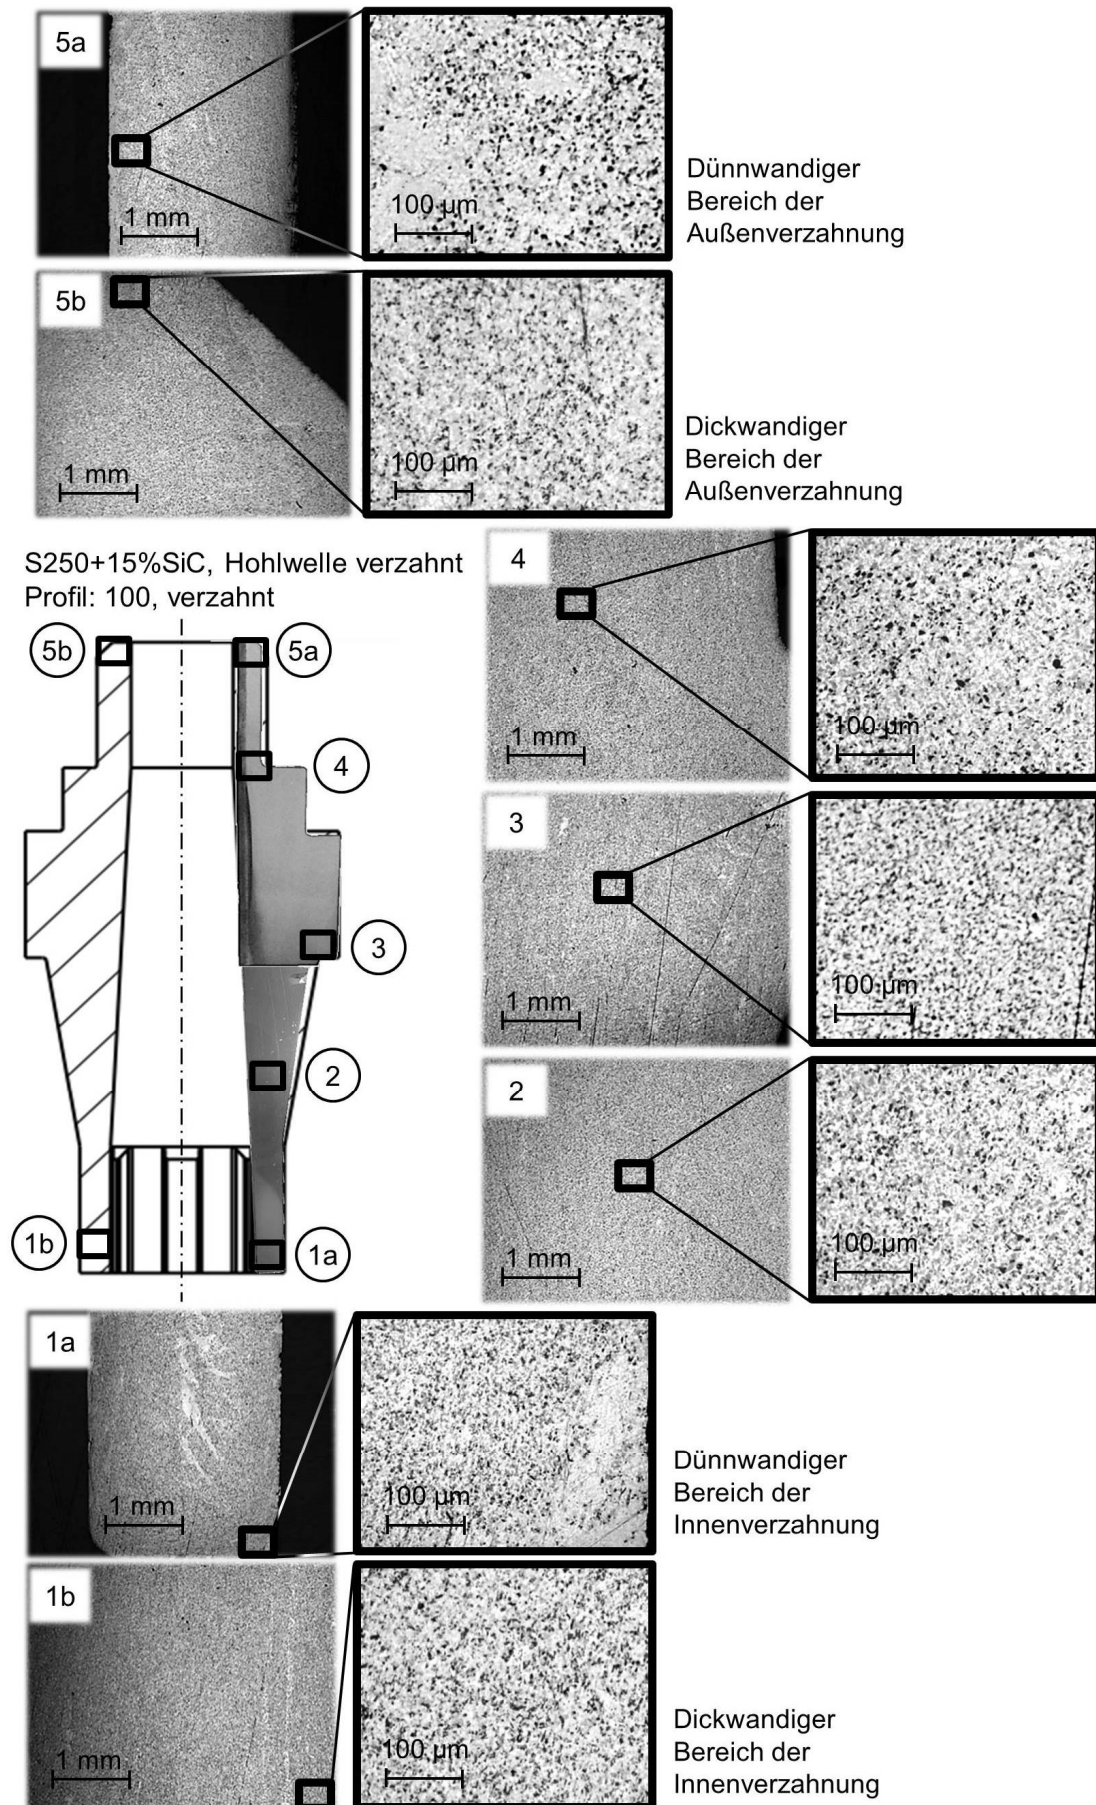 5a
1 mm
100 µm
Dünnwandiger
Bereich der
Außenverzahnung
5b
1 mm
100 µm
Dickwandiger
Bereich der
Außenverzahnung
S250+15%SiC, Hohlwelle verzahnt
Profil: 100, verzahnt
5b
5a
4
3
2
1b
1a
4
1 mm
100 µm
3
1 mm
100 µm
2
1 mm
100 µm
1a
1 mm
100 µm
Dünnwandiger
Bereich der
Innenverzahnung
1b
1 mm
100 µm
Dickwandiger
Bereich der
Innenverzahnung